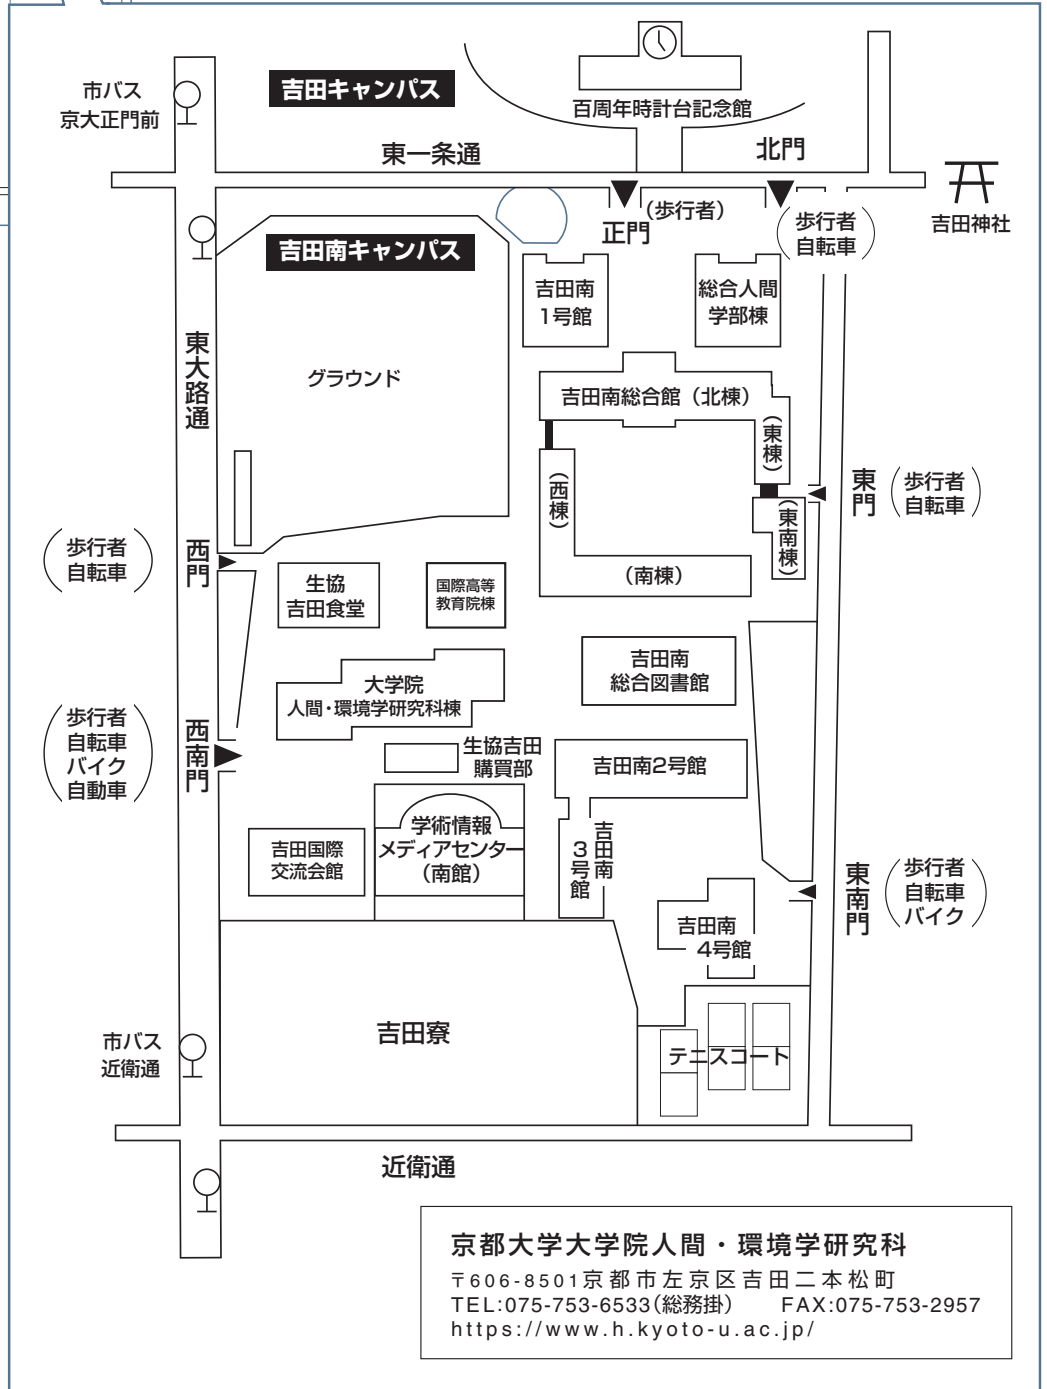 市バス
京大正門前
吉田キャンパス
百周年時計台記念館
東一条通
北門
(歩行者)
正門
歩行者
自転車
吉田神社
吉田南キャンパス
吉田南
1号館
総合人間
学部棟
東大路通
グラウンド
吉田南総合館（北棟）
（東棟）
（西棟）
東門
歩行者
自転車
（東南棟）
歩行者
自転車
西門
生協
吉田食堂
国際高等
教育院棟
（南棟）
吉田南
総合図書館
大学院
人間・環境学研究科棟
歩行者
自転車
バイク
自動車
西南門
生協吉田
購買部
吉田南2号館
吉田国際
交流会館
学術情報
メディアセンター
（南館）
吉田南
3号館
東南門
歩行者
自転車
バイク
吉田南
4号館
吉田寮
テニスコート
市バス
近衛通
近衛通
京都大学大学院人間・環境学研究科
〒606-8501京都市左京区吉田二本松町
TEL:075-753-6533(総務掛) FAX:075-753-2957
https://www.h.kyoto-u.ac.jp/